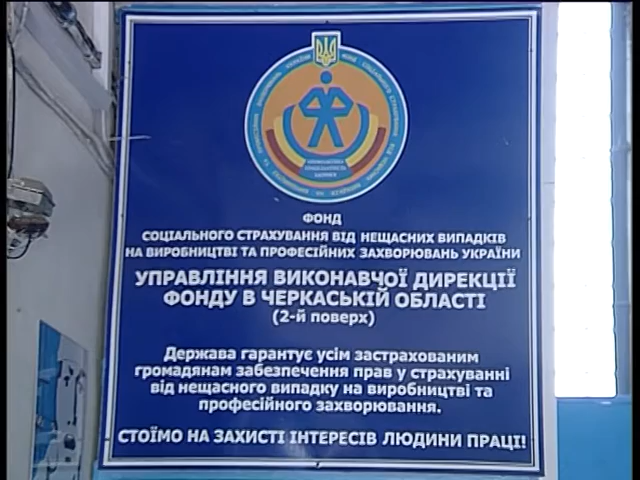 ФОНД
СОЦІАЛЬНОГО СТРАХУВАННЯ ВІД НЕЩАСНИХ ВИПАДКІВ
НА ВИРОБНИЦТВІ ТА ПРОФЕСІЙНИХ ЗАХВОРЮВАНЬ УКРАЇНИ
УПРАВЛІННЯ ВИКОНАВЧОЇ ДИРЕКЦІЇ
ФОНДУ В ЧЕРКАСЬКІЙ ОБЛАСТІ
(2-й поверх)
Держава гарантує усім застрахованим
громадянам забезпечення прав у страхуванні
від нещасного випадку на виробництві та
професійного захворювання.
СТОЇМО НА ЗАХИСТІ ІНТЕРЕСІВ ЛЮДИНИ ПРАЦІ!